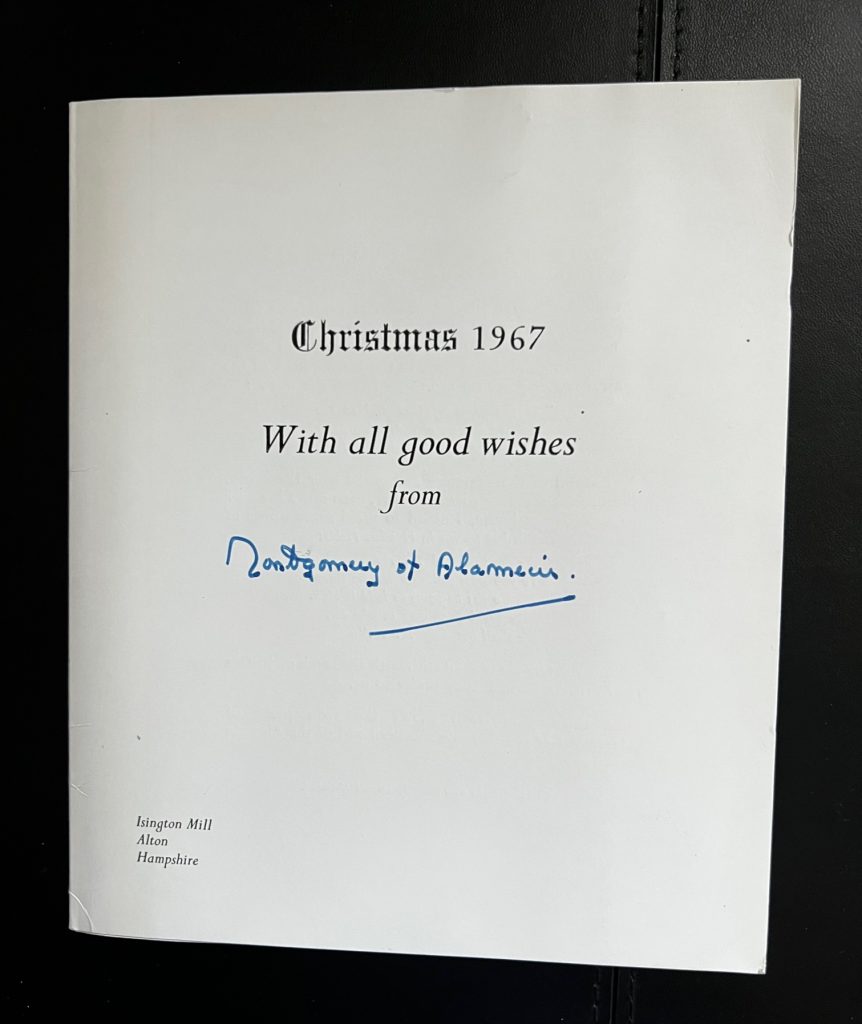 Christmas 1967
With all good wishes
from
Montgomery of Alamein.
Isington Mill
Alton
Hampshire